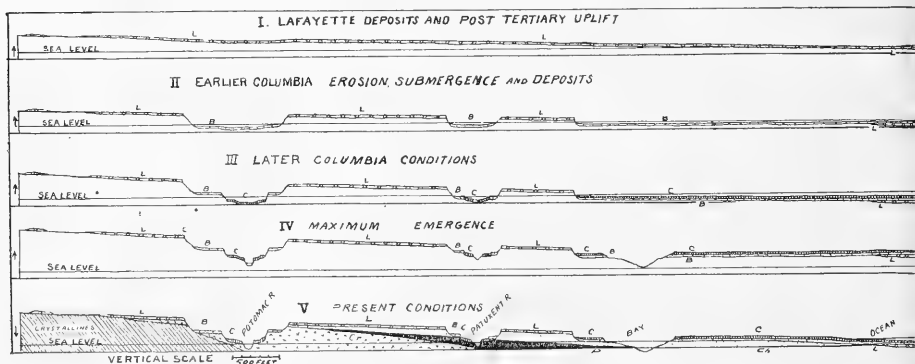 I. LAFAYETTE DEPOSITS AND POST TERTIARY UPLIFT
L L
SEA LEVEL
L
II EARLIER COLUMBIA EROSION, SUBMERGENCE AND DEPOSITS
L B L B L B
SEA LEVEL
L
III LATER COLUMBIA CONDITIONS
L B C L B C L C
SEA LEVEL
B L
IV MAXIMUM EMERGENCE
L C B C L B C L C B C
B L
SEA LEVEL
V PRESENT CONDITIONS
L B C POTOMAC R L B C PATUXENT R L C BAY C OCEAN
CRYSTALLINES
SEA LEVEL
VERTICAL SCALE 500 FEET